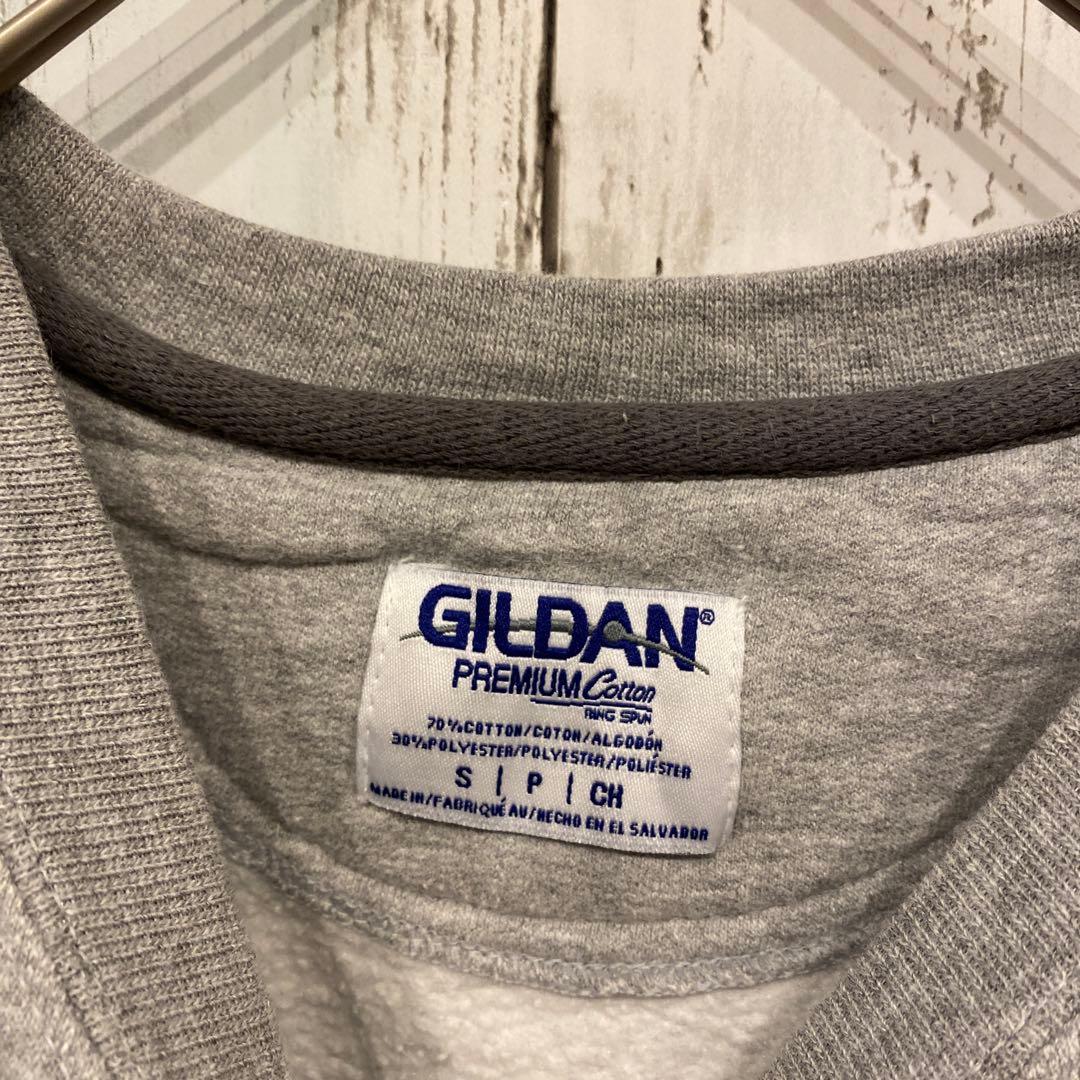 GILDAN®
PREMIUM Cotton
RING SPUN
70%COTTON/COTON/ALGODÓN
30%POLYESTER/POLYESTER/POLIÉSTER
S | P | CH
MADE IN/FABRIQUÉ AU/HECHO EN EL SALVADOR